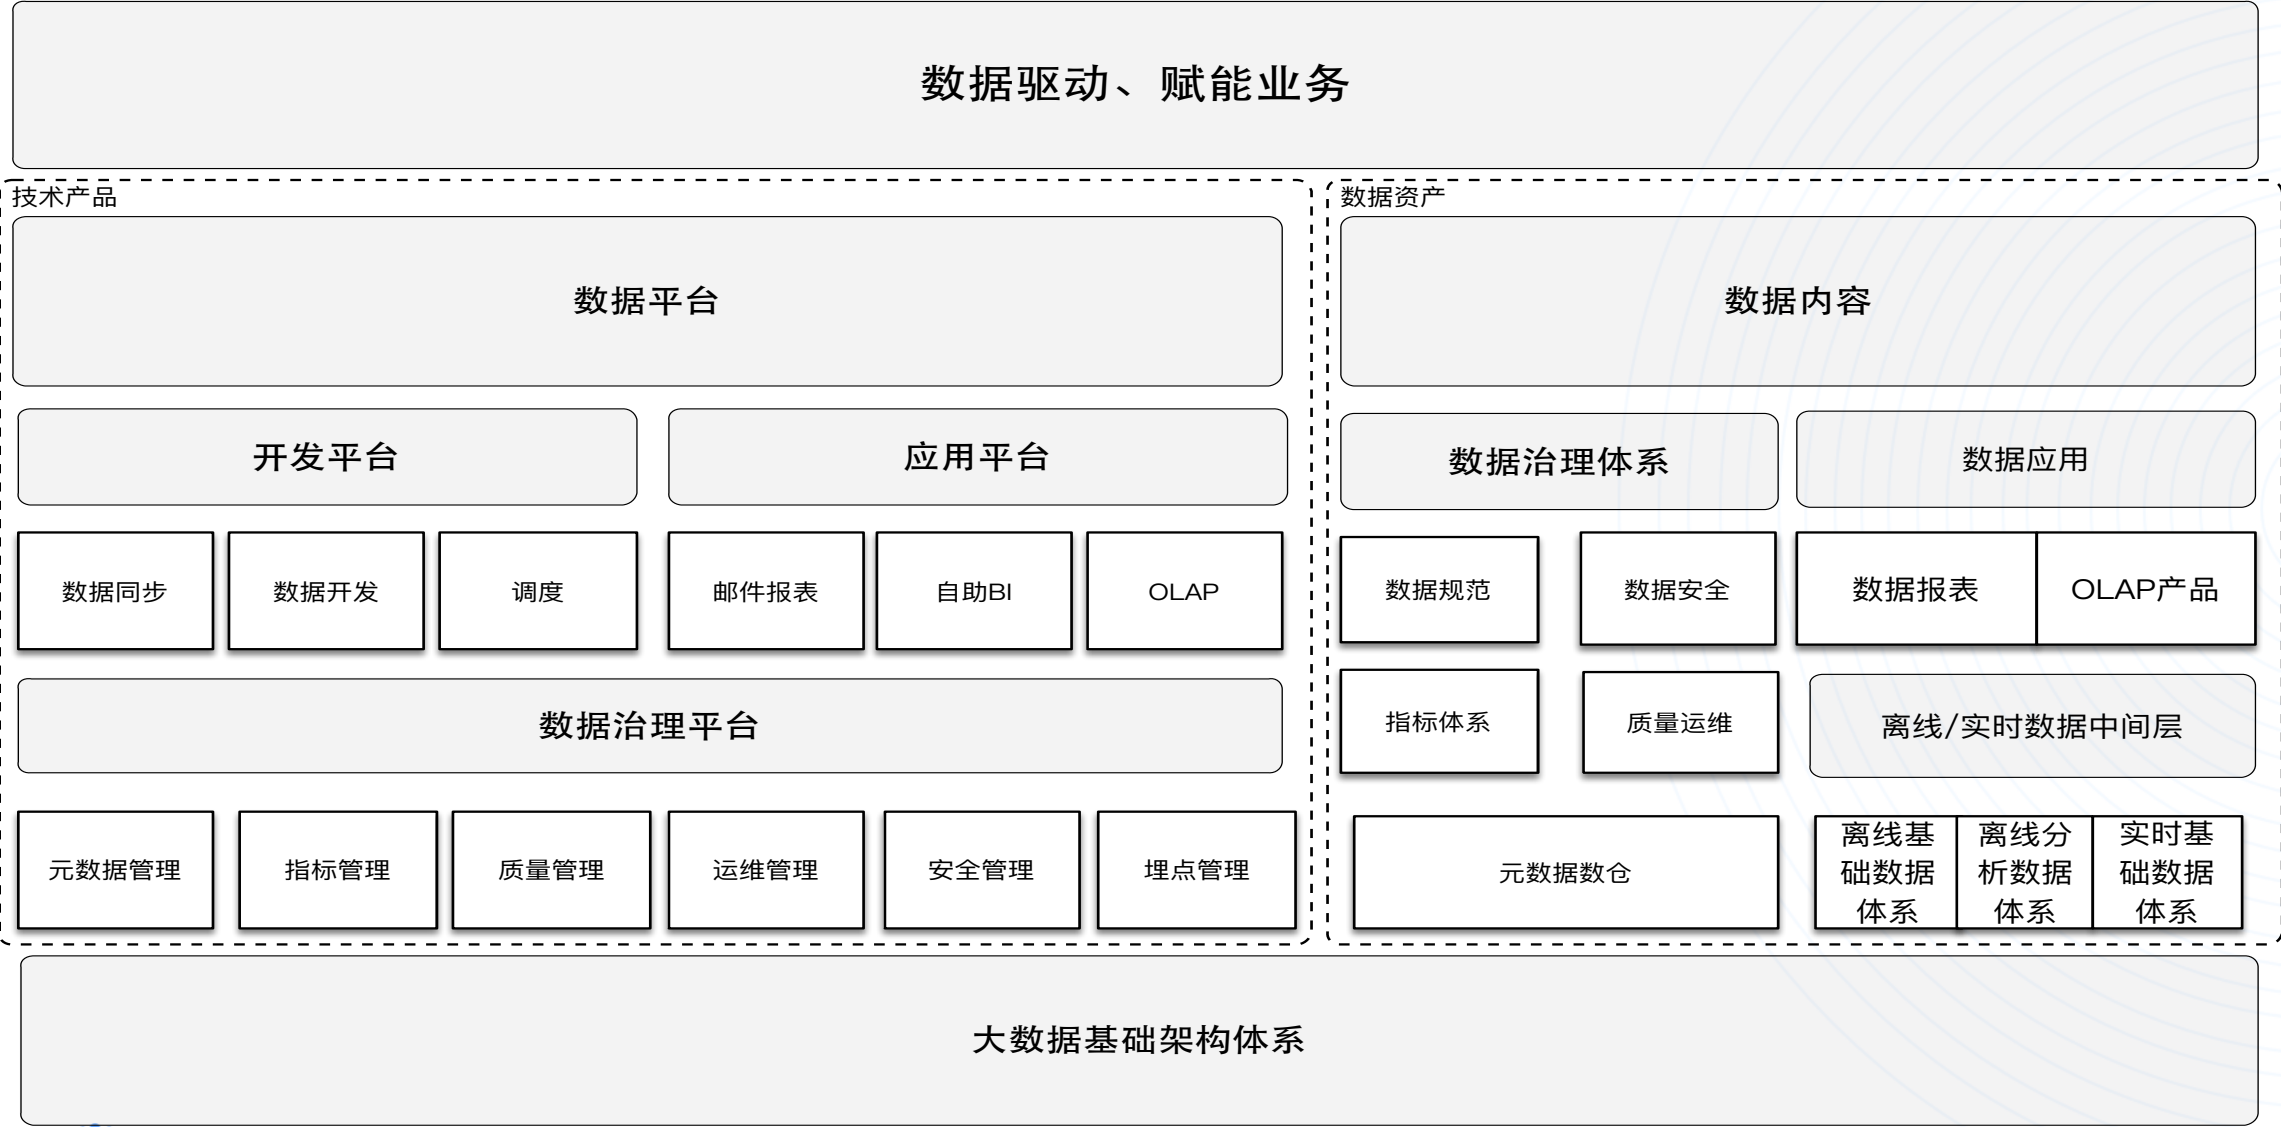 数据驱动、赋能业务
技术产品
数据平台
开发平台
应用平台
数据同步
数据开发
调度
邮件报表
自助BI
OLAP
数据治理平台
元数据管理
指标管理
质量管理
运维管理
安全管理
埋点管理
数据资产
数据内容
数据治理体系
数据应用
数据规范
数据安全
数据报表
OLAP产品
指标体系
质量运维
离线/实时数据中间层
元数据数仓
离线基
础数据
体系
离线分
析数据
体系
实时基
础数据
体系
大数据基础架构体系